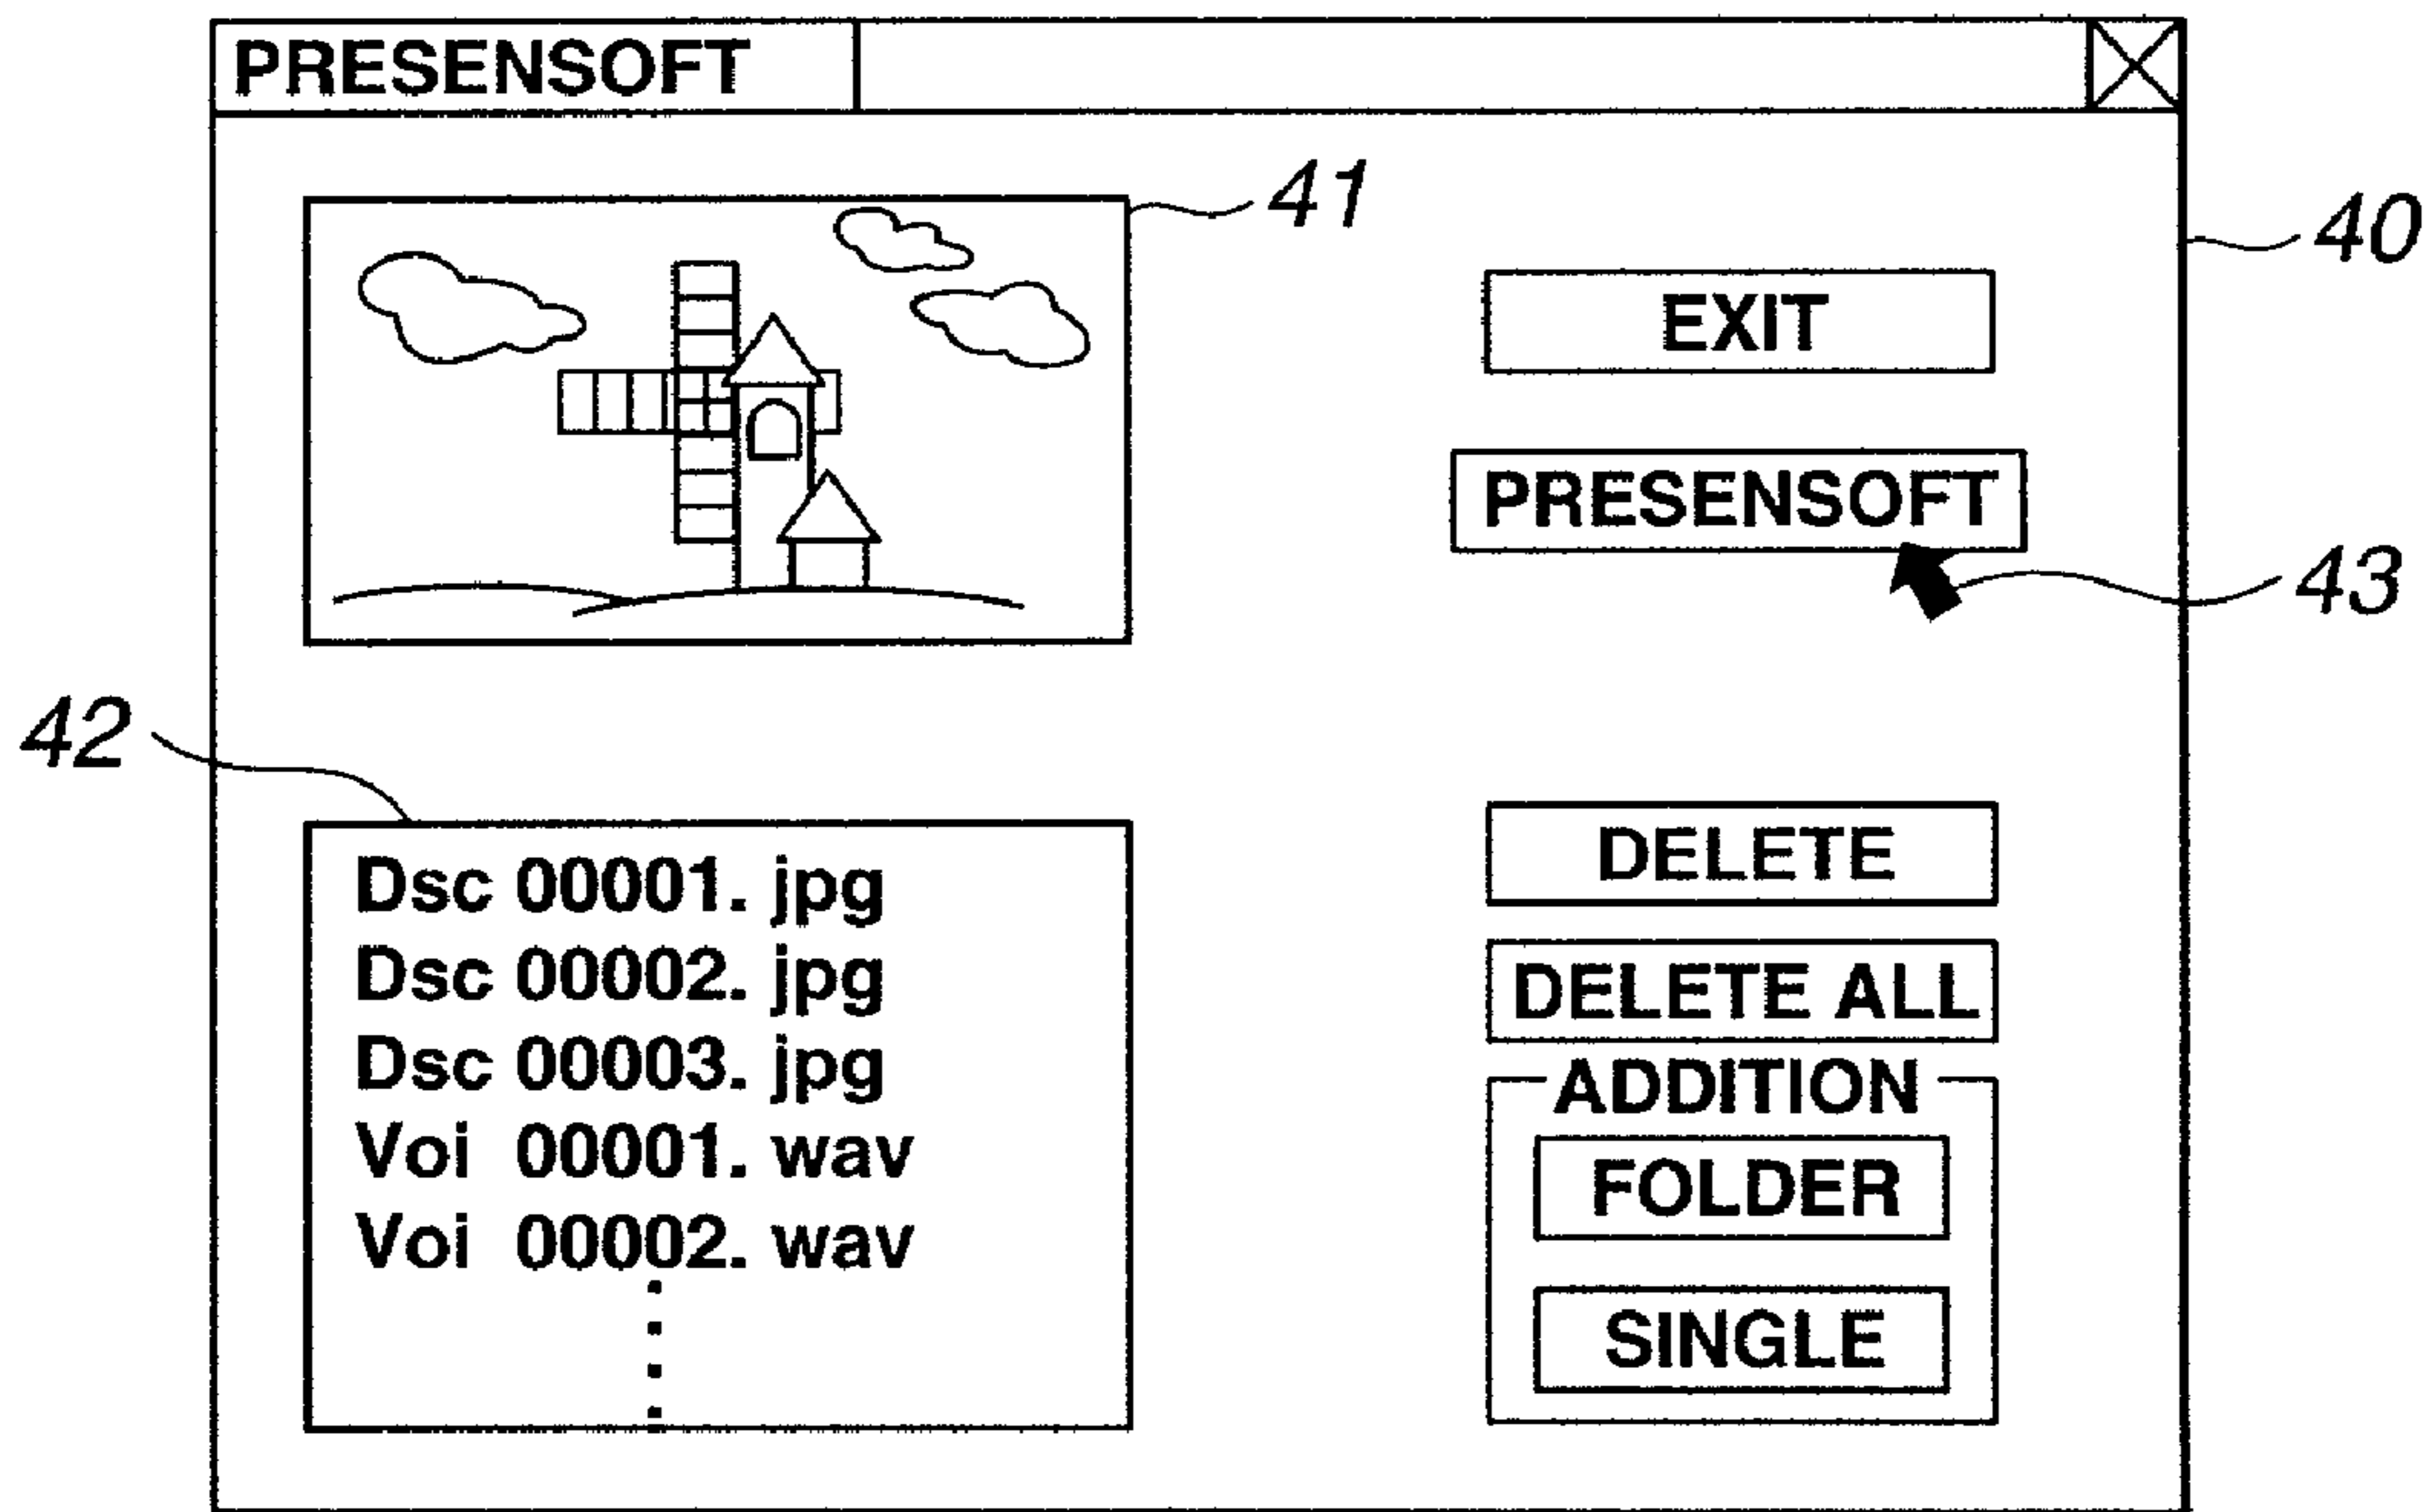 PRESENSOFT
41
40
EXIT
PRESENSOFT
43
42
Dsc 00001. jpg
Dsc 00002. jpg
Dsc 00003. jpg
Voi 00001. wav
Voi 00002. wav
DELETE
DELETE ALL
ADDITION
FOLDER
SINGLE